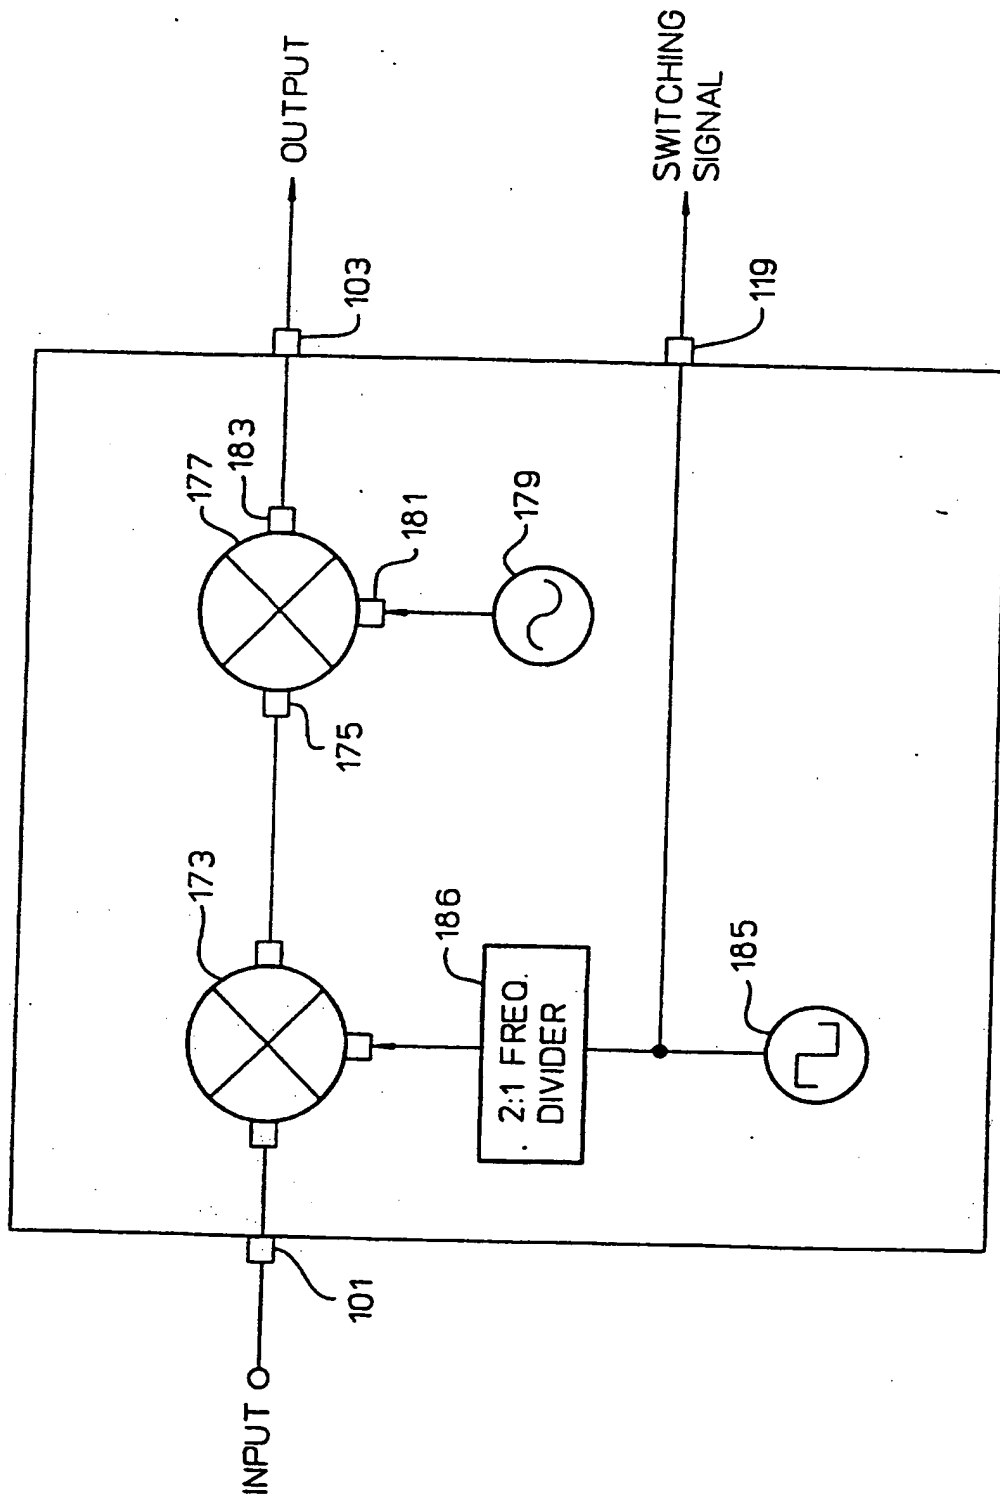 INPUT
101
173
186
2:1 FREQ.
DIVIDER
185
175
177
183
181
179
103
OUTPUT
119
SWITCHING
SIGNAL